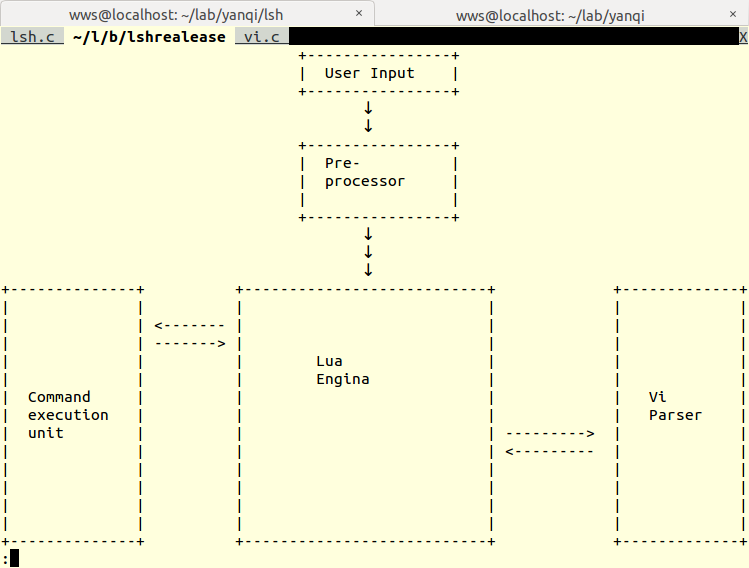 wws@localhost: ~/lab/yanqi/lsh × wws@localhost: ~/lab/yanqi ×
lsh.c ~/l/b/lshrealease vi.c X
+----------------+
| User Input |
+----------------+
↓
↓
+----------------+
| Pre- |
| processor |
| |
+----------------+
↓
↓
↓
+--------------+ +---------------------------+ +-------------+
| | | | | |
| | <------- | | | |
| | -------> | | | |
| | | Lua | | |
| | | Engina | | |
| Command | | | | Vi |
| execution | | | | Parser |
| unit | | | ---------> | |
| | | | <--------- | |
| | | | | |
| | | | | |
| | | | | |
| | | | | |
+--------------+ +---------------------------+ +-------------+
: